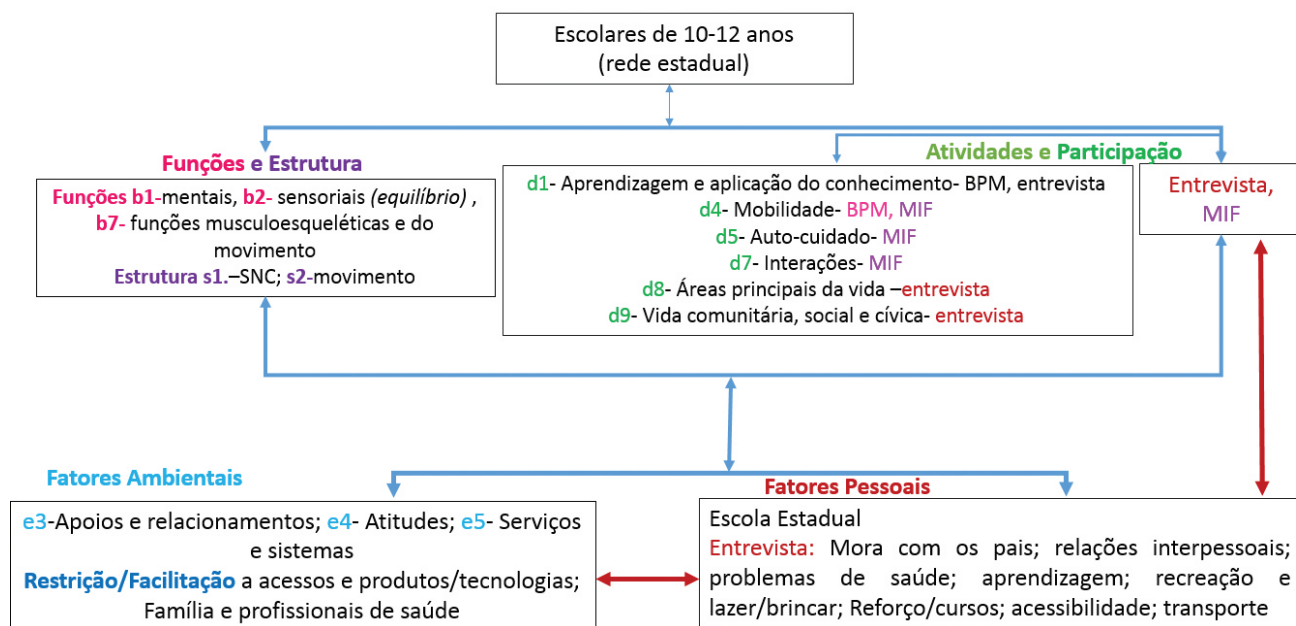 Escolares de 10-12 anos
(rede estadual)
Funções e Estrutura
Funções b1-mentais, b2- sensoriais (equilíbrio) ,
b7- funções musculoesqueléticas e do
movimento
Estrutura s1.–SNC; s2-movimento
Atividades e Participação
d1- Aprendizagem e aplicação do conhecimento- BPM, entrevista
d4- Mobilidade- BPM, MIF
d5- Auto-cuidado- MIF
d7- Interações- MIF
d8- Áreas principais da vida –entrevista
d9- Vida comunitária, social e cívica- entrevista
Entrevista,
MIF
Fatores Ambientais
e3-Apoios e relacionamentos; e4- Atitudes; e5- Serviços
e sistemas
Restrição/Facilitação a acessos e produtos/tecnologias;
Família e profissionais de saúde
Fatores Pessoais
Escola Estadual
Entrevista: Mora com os pais; relações interpessoais;
problemas de saúde; aprendizagem; recreação e
lazer/brincar; Reforço/cursos; acessibilidade; transporte